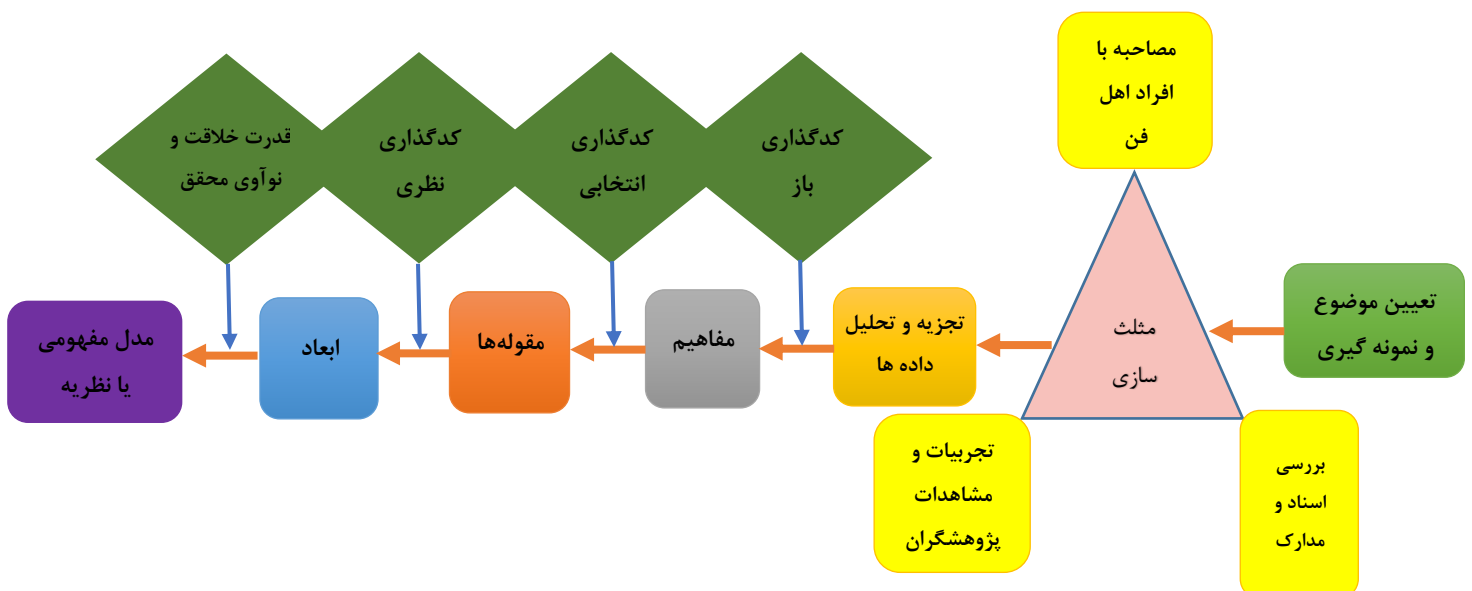 مصاحبه با
افراد اهل
فن
کدگذاری
باز
کدگذاری
انتخابی
کدگذاری
نظری
قدرت خلاقت و
نوآوی محقق
تعیین موضوع
و نمونه گیری
مثلث
سازی
تجزیه و تحلیل
داده ها
مفاهیم
مقوله‌ها
ابعاد
مدل مفهومی
یا نظریه
بررسی
اسناد و
مدارک
تجربیات و
مشاهدات
پژوهشگران